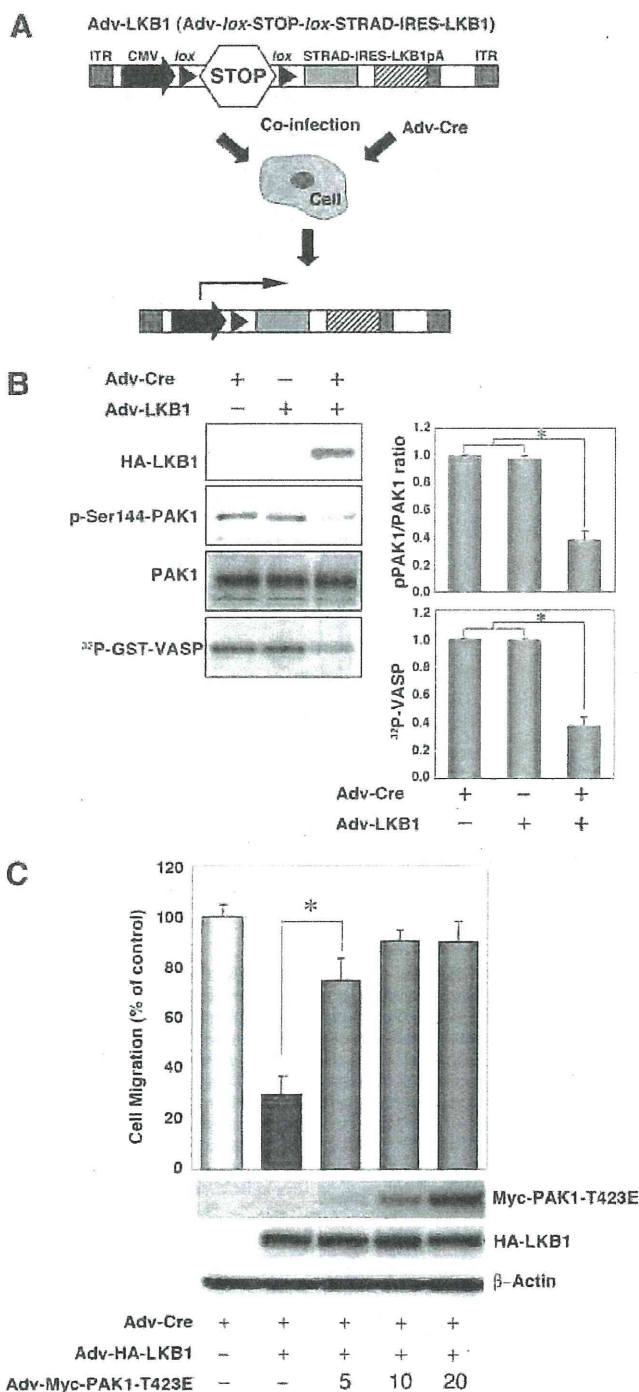 A
Adv-LKB1 (Adv-lox-STOP-lox-STRAD-IRES-LKB1)
ITR CMV lox lox STRAD-IRES-LKB1pA ITR
STOP
Co-infection Adv-Cre
Cell
B
Adv-Cre + − +
Adv-LKB1 − + +
HA-LKB1
p-Ser144-PAK1
PAK1
³²P-GST-VASP
pPAK1/PAK1 ratio
1.2
1.0
0.8
0.6
0.4
0.2
0.0
*
³²P-VASP
1.2
1.0
0.8
0.6
0.4
0.2
0.0
*
Adv-Cre + − +
Adv-LKB1 − + +
C
Cell Migration (% of control)
120
100
80
60
40
20
0
*
Myc-PAK1-T423E
HA-LKB1
β-Actin
Adv-Cre + + + + +
Adv-HA-LKB1 − + + + +
Adv-Myc-PAK1-T423E − − 5 10 20